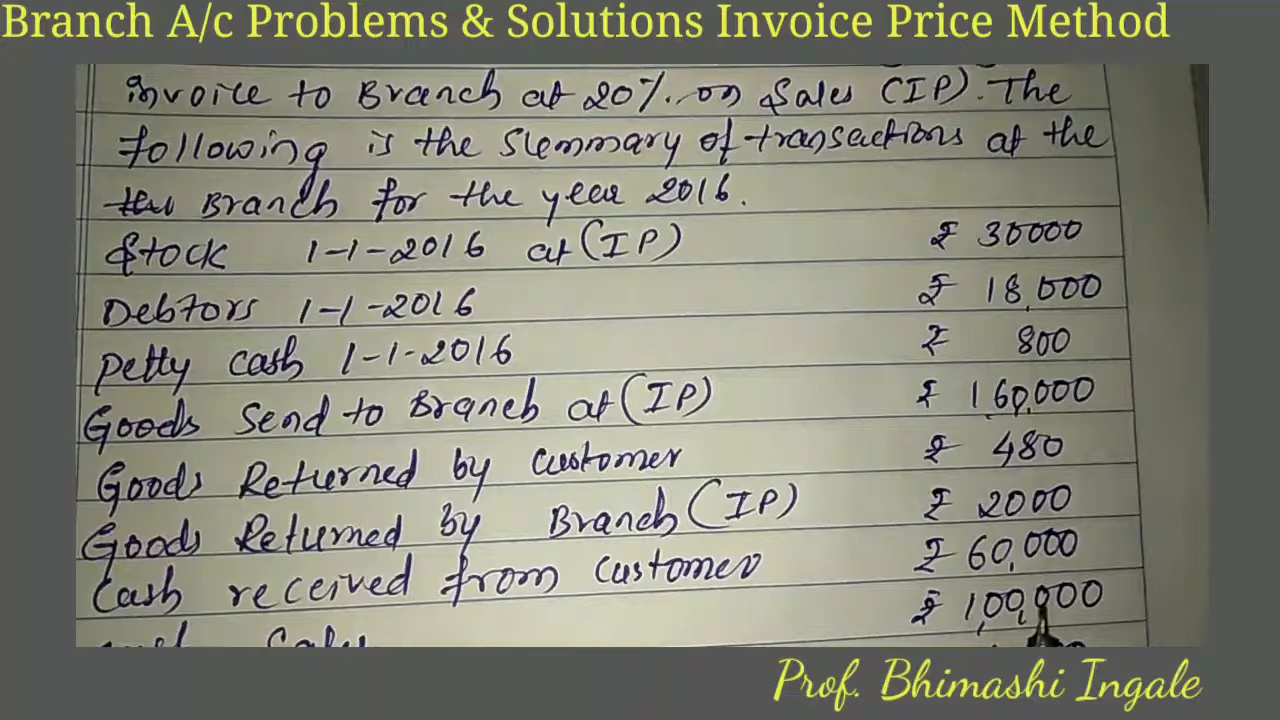 Branch A/c Problems & Solutions Invoice Price Method
invoice to Branch at 20% on Sales (IP). The
following is the Summary of transactions at the
the Branch for the year 2016.
Stock 1-1-2016 at (IP) ₹ 30000
Debtors 1-1-2016 ₹ 18,000
Petty cash 1-1-2016 ₹ 800
Goods Send to Branch at (IP) ₹ 1,60,000
Goods Returned by Customer ₹ 480
Goods Returned by Branch (IP) ₹ 2000
Cash received from Customer ₹ 60,000
Sales ₹ 1,00,000
Prof. Bhimashi Ingale